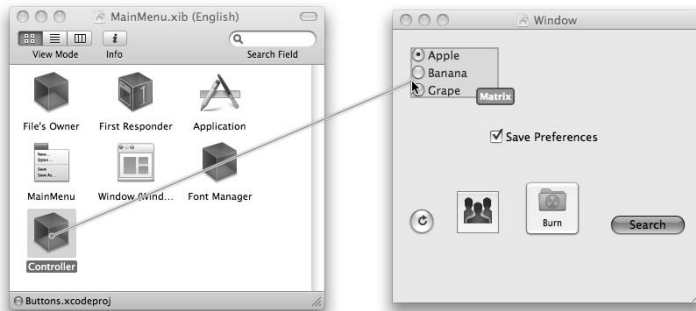 MainMenu.xib (English)
View Mode
Info
Search Field
File's Owner
First Responder
Application
MainMenu
Window (Wind...
Font Manager
Controller
Buttons.xcodeproj
Window
Apple
Banana
Grape
Matrix
Save Preferences
Burn
Search